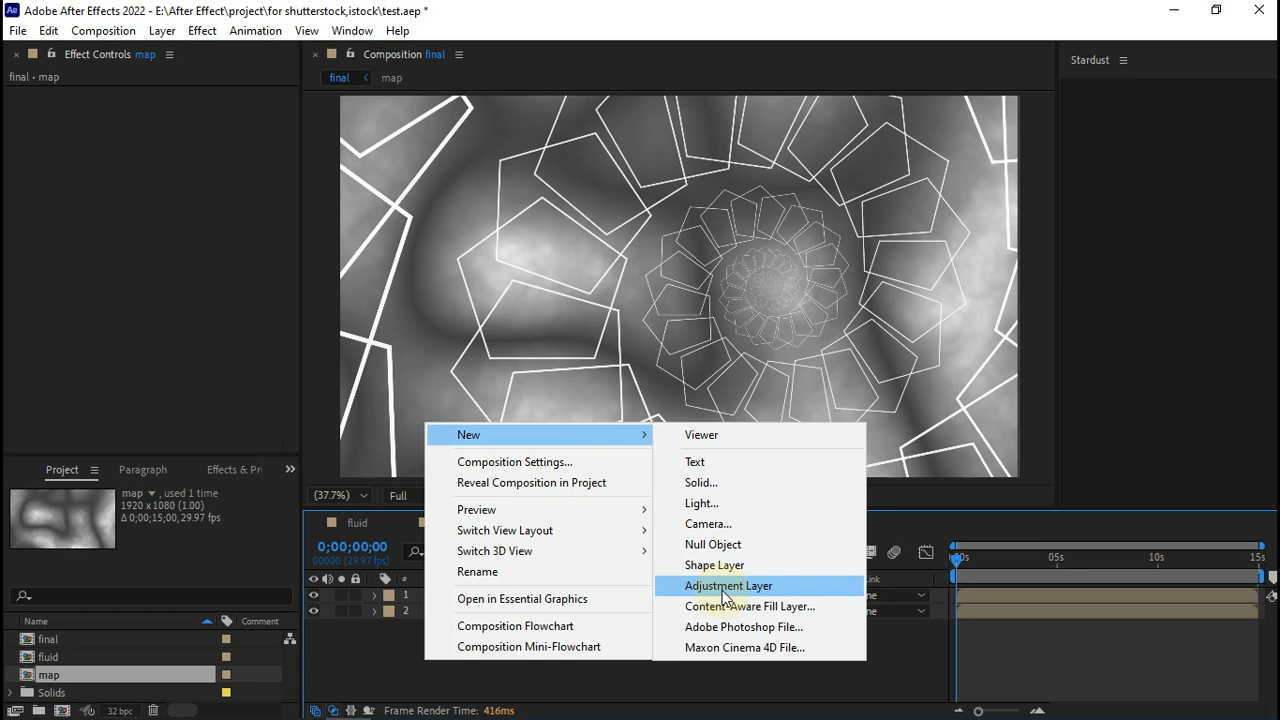 Ae Adobe After Effects 2022 - E:\After Effect\project\for shutterstock,istock\test.aep *
File Edit Composition Layer Effect Animation View Window Help
Effect Controls map
Composition final
Stardust
final • map
final
map
New
Viewer
Composition Settings...
Text
Reveal Composition in Project
Solid...
Preview
Light...
Switch View Layout
Camera...
Switch 3D View
Null Object
Rename
Shape Layer
Open in Essential Graphics
Adjustment Layer
Content-Aware Fill Layer...
Composition Flowchart
Adobe Photoshop File...
Composition Mini-Flowchart
Maxon Cinema 4D File...
Project Paragraph Effects & Pr
map , used 1 time
1920 x 1080 (1.00)
Δ 0;00;15;00, 29.97 fps
(37.7%) Full
fluid
0;00;00;00
00000 (29.97 fps)
05s 10s 15s
#
1
2
Name Comment
final
fluid
map
Solids
32 bpc
Frame Render Time: 416ms